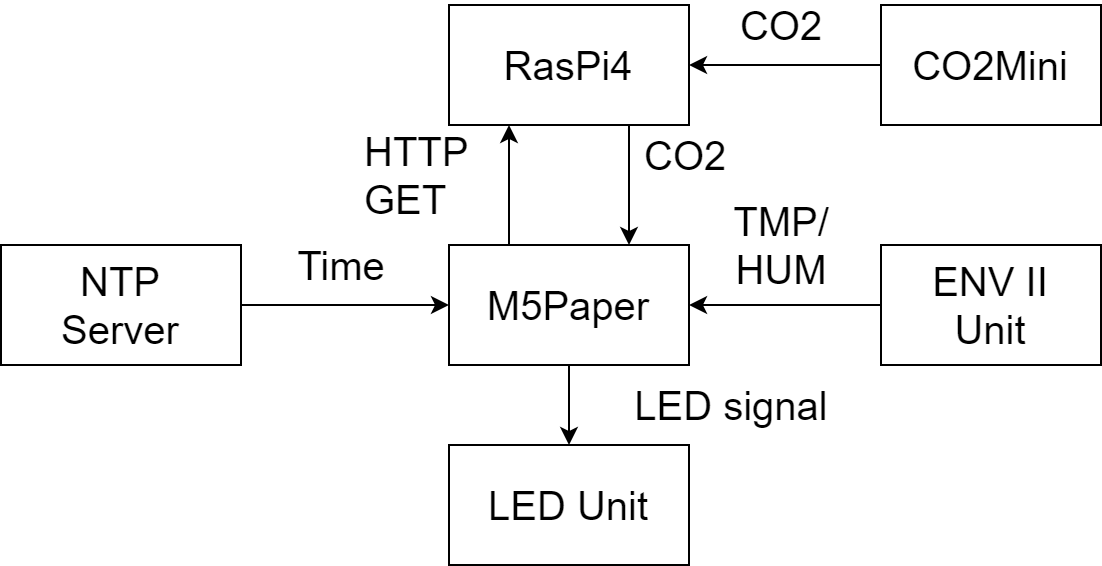 CO2
RasPi4
CO2Mini
HTTP
GET
CO2
TMP/
HUM
NTP
Server
Time
M5Paper
ENV II
Unit
LED signal
LED Unit